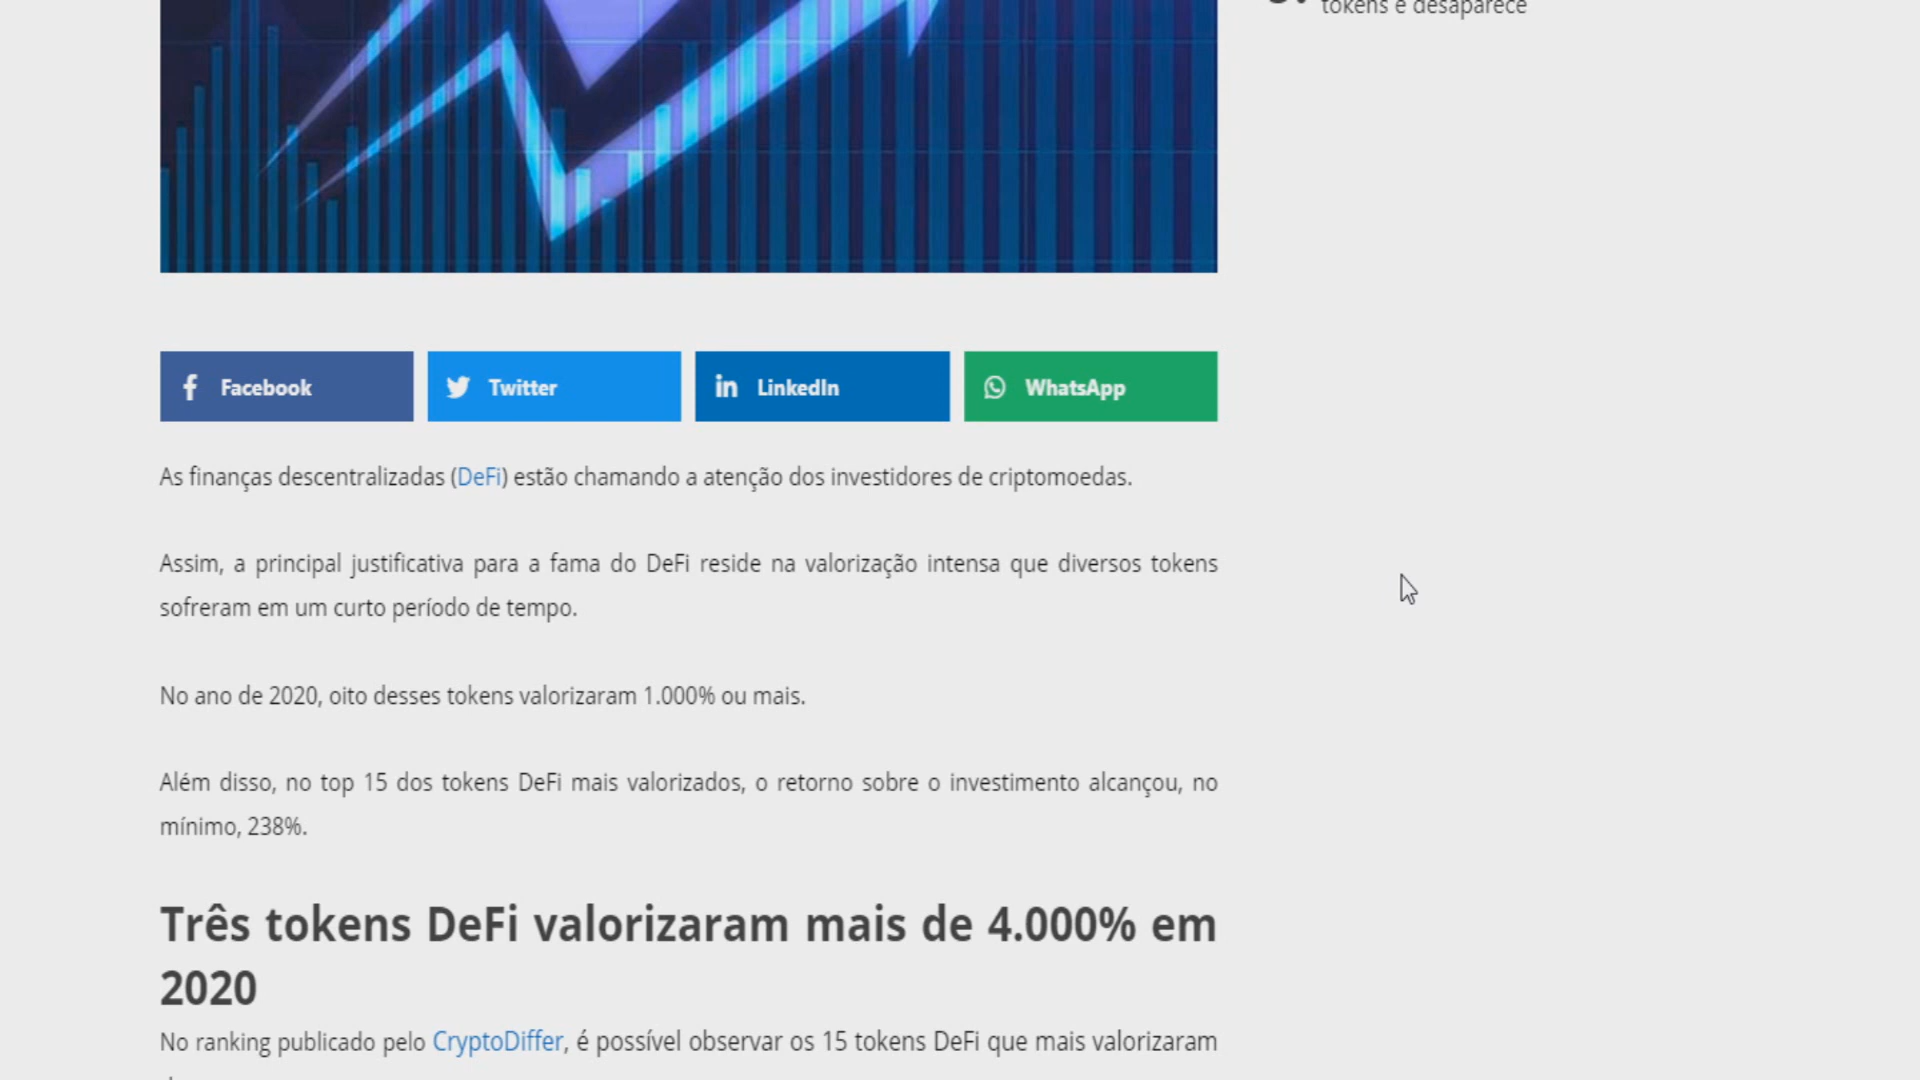 tokens e desaparece
Facebook
Twitter
LinkedIn
WhatsApp
As finanças descentralizadas (DeFi) estão chamando a atenção dos investidores de criptomoedas.
Assim, a principal justificativa para a fama do DeFi reside na valorização intensa que diversos tokens
sofreram em um curto período de tempo.
No ano de 2020, oito desses tokens valorizaram 1.000% ou mais.
Além disso, no top 15 dos tokens DeFi mais valorizados, o retorno sobre o investimento alcançou, no
mínimo, 238%.
Três tokens DeFi valorizaram mais de 4.000% em
2020
No ranking publicado pelo CryptoDiffer, é possível observar os 15 tokens DeFi que mais valorizaram